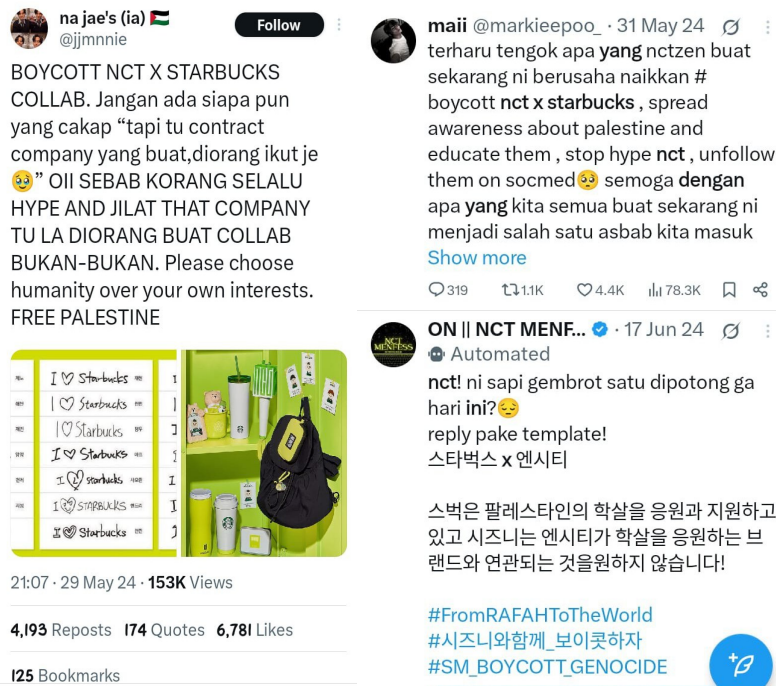 na jae's (ia) 🇵🇸
@jjmnnie
Follow
BOYCOTT NCT X STARBUCKS
COLLAB. Jangan ada siapa pun
yang cakap “tapi tu contract
company yang buat,diorang ikut je
🥹” OII SEBAB KORANG SELALU
HYPE AND JILAT THAT COMPANY
TU LA DIORANG BUAT COLLAB
BUKAN-BUKAN. Please choose
humanity over your own interests.
FREE PALESTINE
I ♡ Starbucks
I ♡ Starbucks
I ♡ Starbucks
I ♡ Starbucks
I ♡ starbucks
I ♡ STARBUCKS
I ♡ Starbucks
21:07 · 29 May 24 · 153K Views
4,193 Reposts 174 Quotes 6,781 Likes
125 Bookmarks
maii @markieepoo_ · 31 May 24
terharu tengok apa yang nctzen buat
sekarang ni berusaha naikkan #
boycott nct x starbucks , spread
awareness about palestine and
educate them , stop hype nct , unfollow
them on socmed🥺 semoga dengan
apa yang kita semua buat sekarang ni
menjadi salah satu asbab kita masuk
Show more
319 1.1K 4.4K 78.3K
NCT
MENFESS
ON || NCT MENF... · 17 Jun 24
Automated
nct! ni sapi gembrot satu dipotong ga
hari ini?😔
reply pake template!
스타벅스 x 엔시티
스벅은 팔레스타인의 학살을 응원과 지원하고
있고 시즈니는 엔시티가 학살을 응원하는 브
랜드와 연관되는 것을원하지 않습니다!
#FromRAFAHToTheWorld
#시즈니와함께_보이콧하자
#SM_BOYCOTT_GENOCIDE